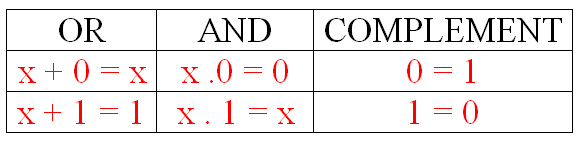 OR AND COMPLEMENT
x + 0 = x x .0 = 0 0 = 1
x + 1 = 1 x . 1 = x 1 = 0